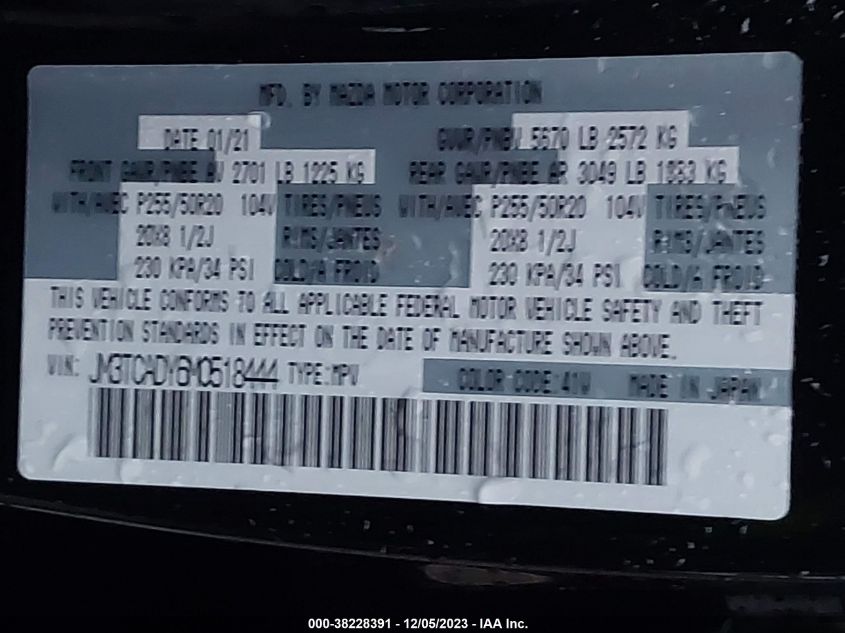 MFD. BY MAZDA MOTOR CORPORATION
DATE 01/21 GVWR/PNBV 5670 LB 2572 KG
FRONT GAWR/PNBE AV 2701 LB 1225 KG REAR GAWR/PNBE AR 3049 LB 1383 KG
WITH/AVEC P255/50R20 104V TIRES/PNEUS WITH/AVEC P255/50R20 104V TIRES/PNEUS
20X8 1/2J RIMS/JANTES 20X8 1/2J RIMS/JANTES
230 KPA/34 PSI COLD/A FROID 230 KPA/34 PSI COLD/A FROID
THIS VEHICLE CONFORMS TO ALL APPLICABLE FEDERAL MOTOR VEHICLE SAFETY AND THEFT
PREVENTION STANDARDS IN EFFECT ON THE DATE OF MANUFACTURE SHOWN ABOVE.
VIN: JM3TCADY6M0518444 TYPE:MPV COLOR CODE:41W MADE IN JAPAN
000-38228391 - 12/05/2023 - IAA Inc.